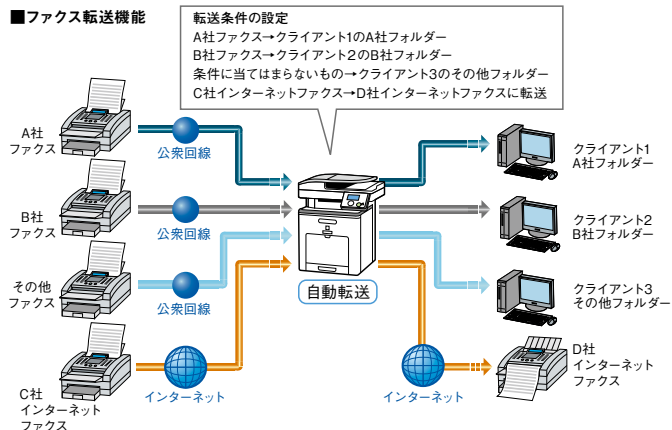 ■ファクス転送機能
転送条件の設定
A社ファクス→クライアント1のA社フォルダー
B社ファクス→クライアント2のB社フォルダー
条件に当てはまらないもの→クライアント3のその他フォルダー
C社インターネットファクス→D社インターネットファクスに転送
A社
ファクス
公衆回線
クライアント1
A社フォルダー
B社
ファクス
公衆回線
クライアント2
B社フォルダー
その他
ファクス
公衆回線
自動転送
クライアント3
その他フォルダー
C社
インターネット
ファクス
インターネット
インターネット
D社
インターネット
ファクス